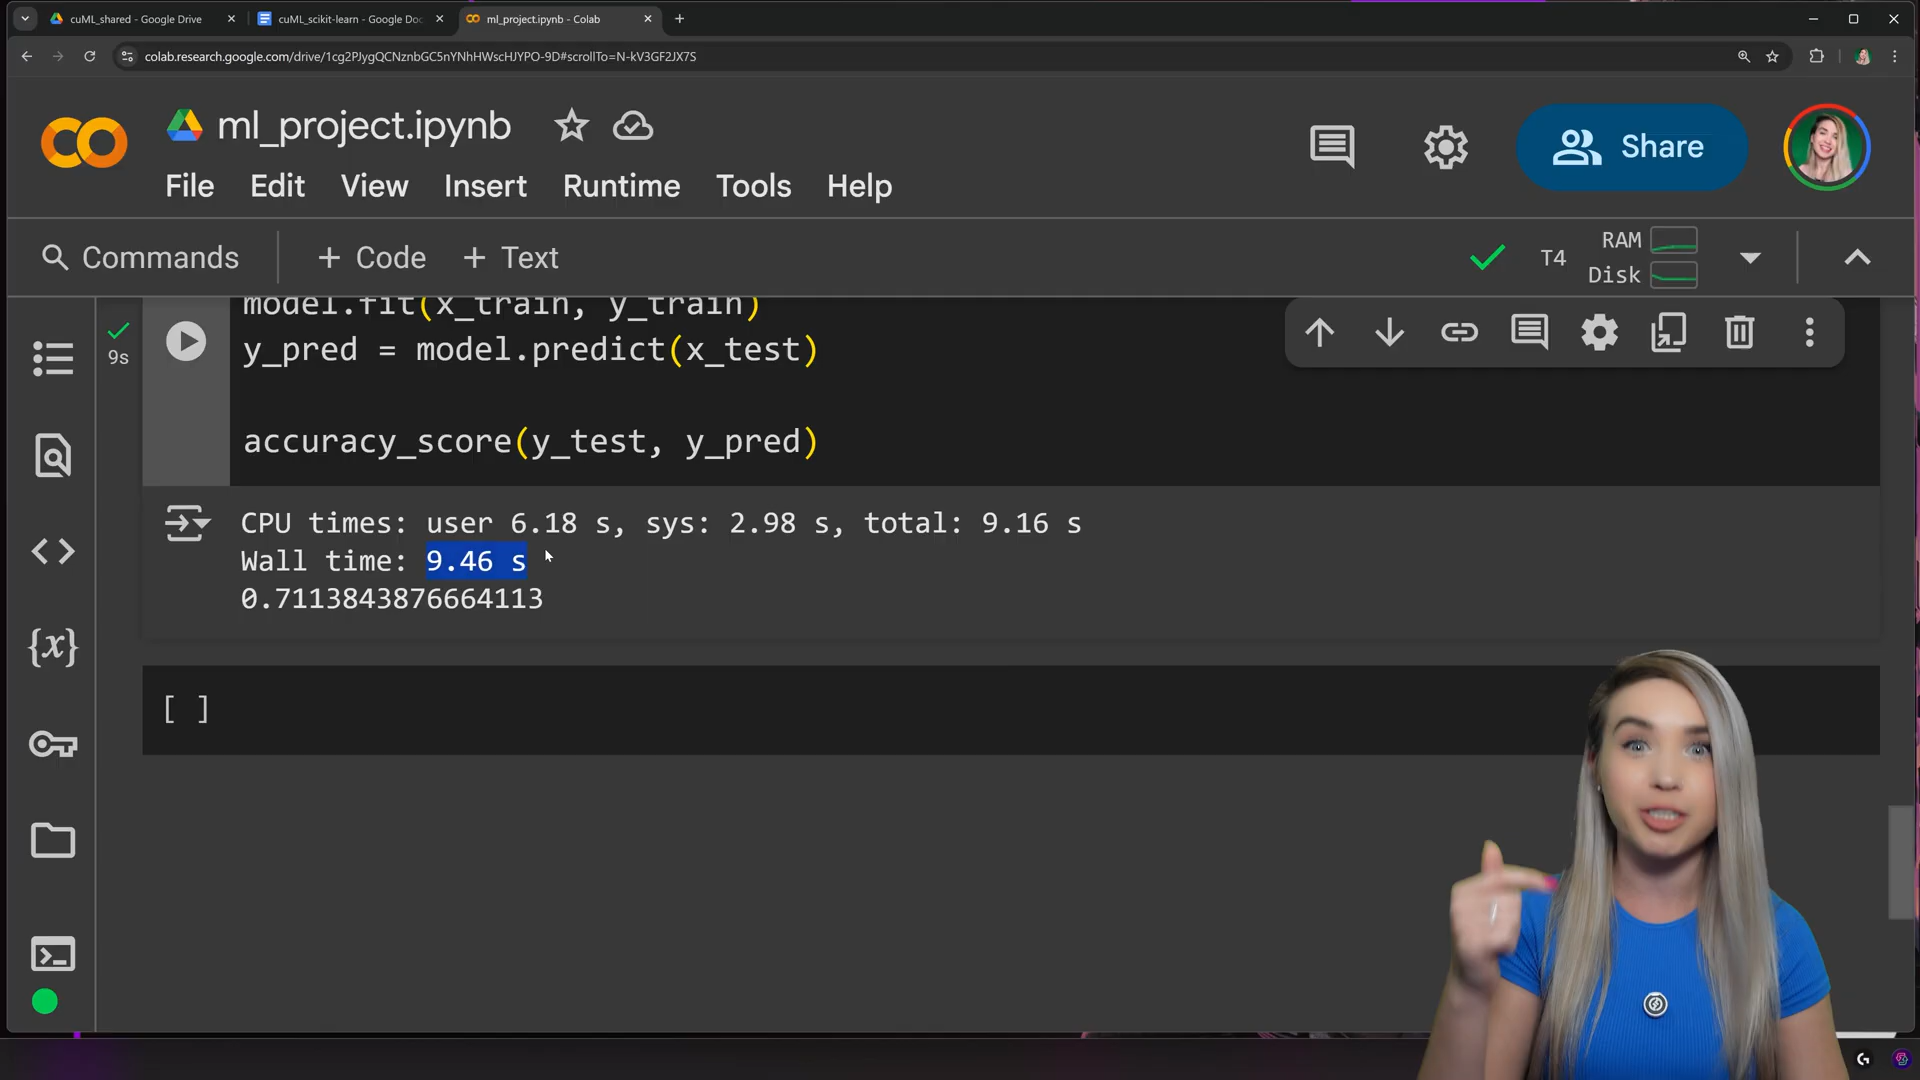 cuML_shared - Google Drive
cuML_scikit-learn - Google Doc
ml_project.ipynb - Colab
colab.research.google.com/drive/1cg2PJygQCNznbGC5nYNhHWscHJYPO-9D#scrollTo=N-kV3GF2JX7S
ml_project.ipynb
File Edit View Insert Runtime Tools Help
Share
Commands + Code + Text
T4
RAM
Disk
9s
model.fit(x_train, y_train)
y_pred = model.predict(x_test)
accuracy_score(y_test, y_pred)
CPU times: user 6.18 s, sys: 2.98 s, total: 9.16 s
Wall time: 9.46 s
0.7113843876664113
[ ]